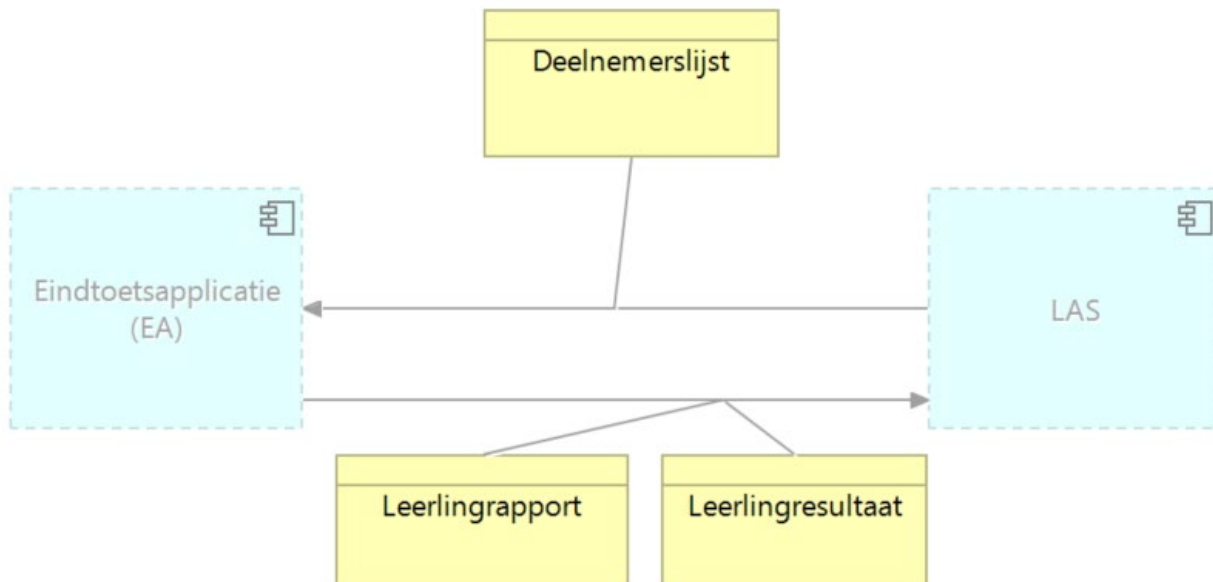 Deelnemerslijst
Eindtoetsapplicatie
(EA)
LAS
Leerlingrapport
Leerlingresultaat